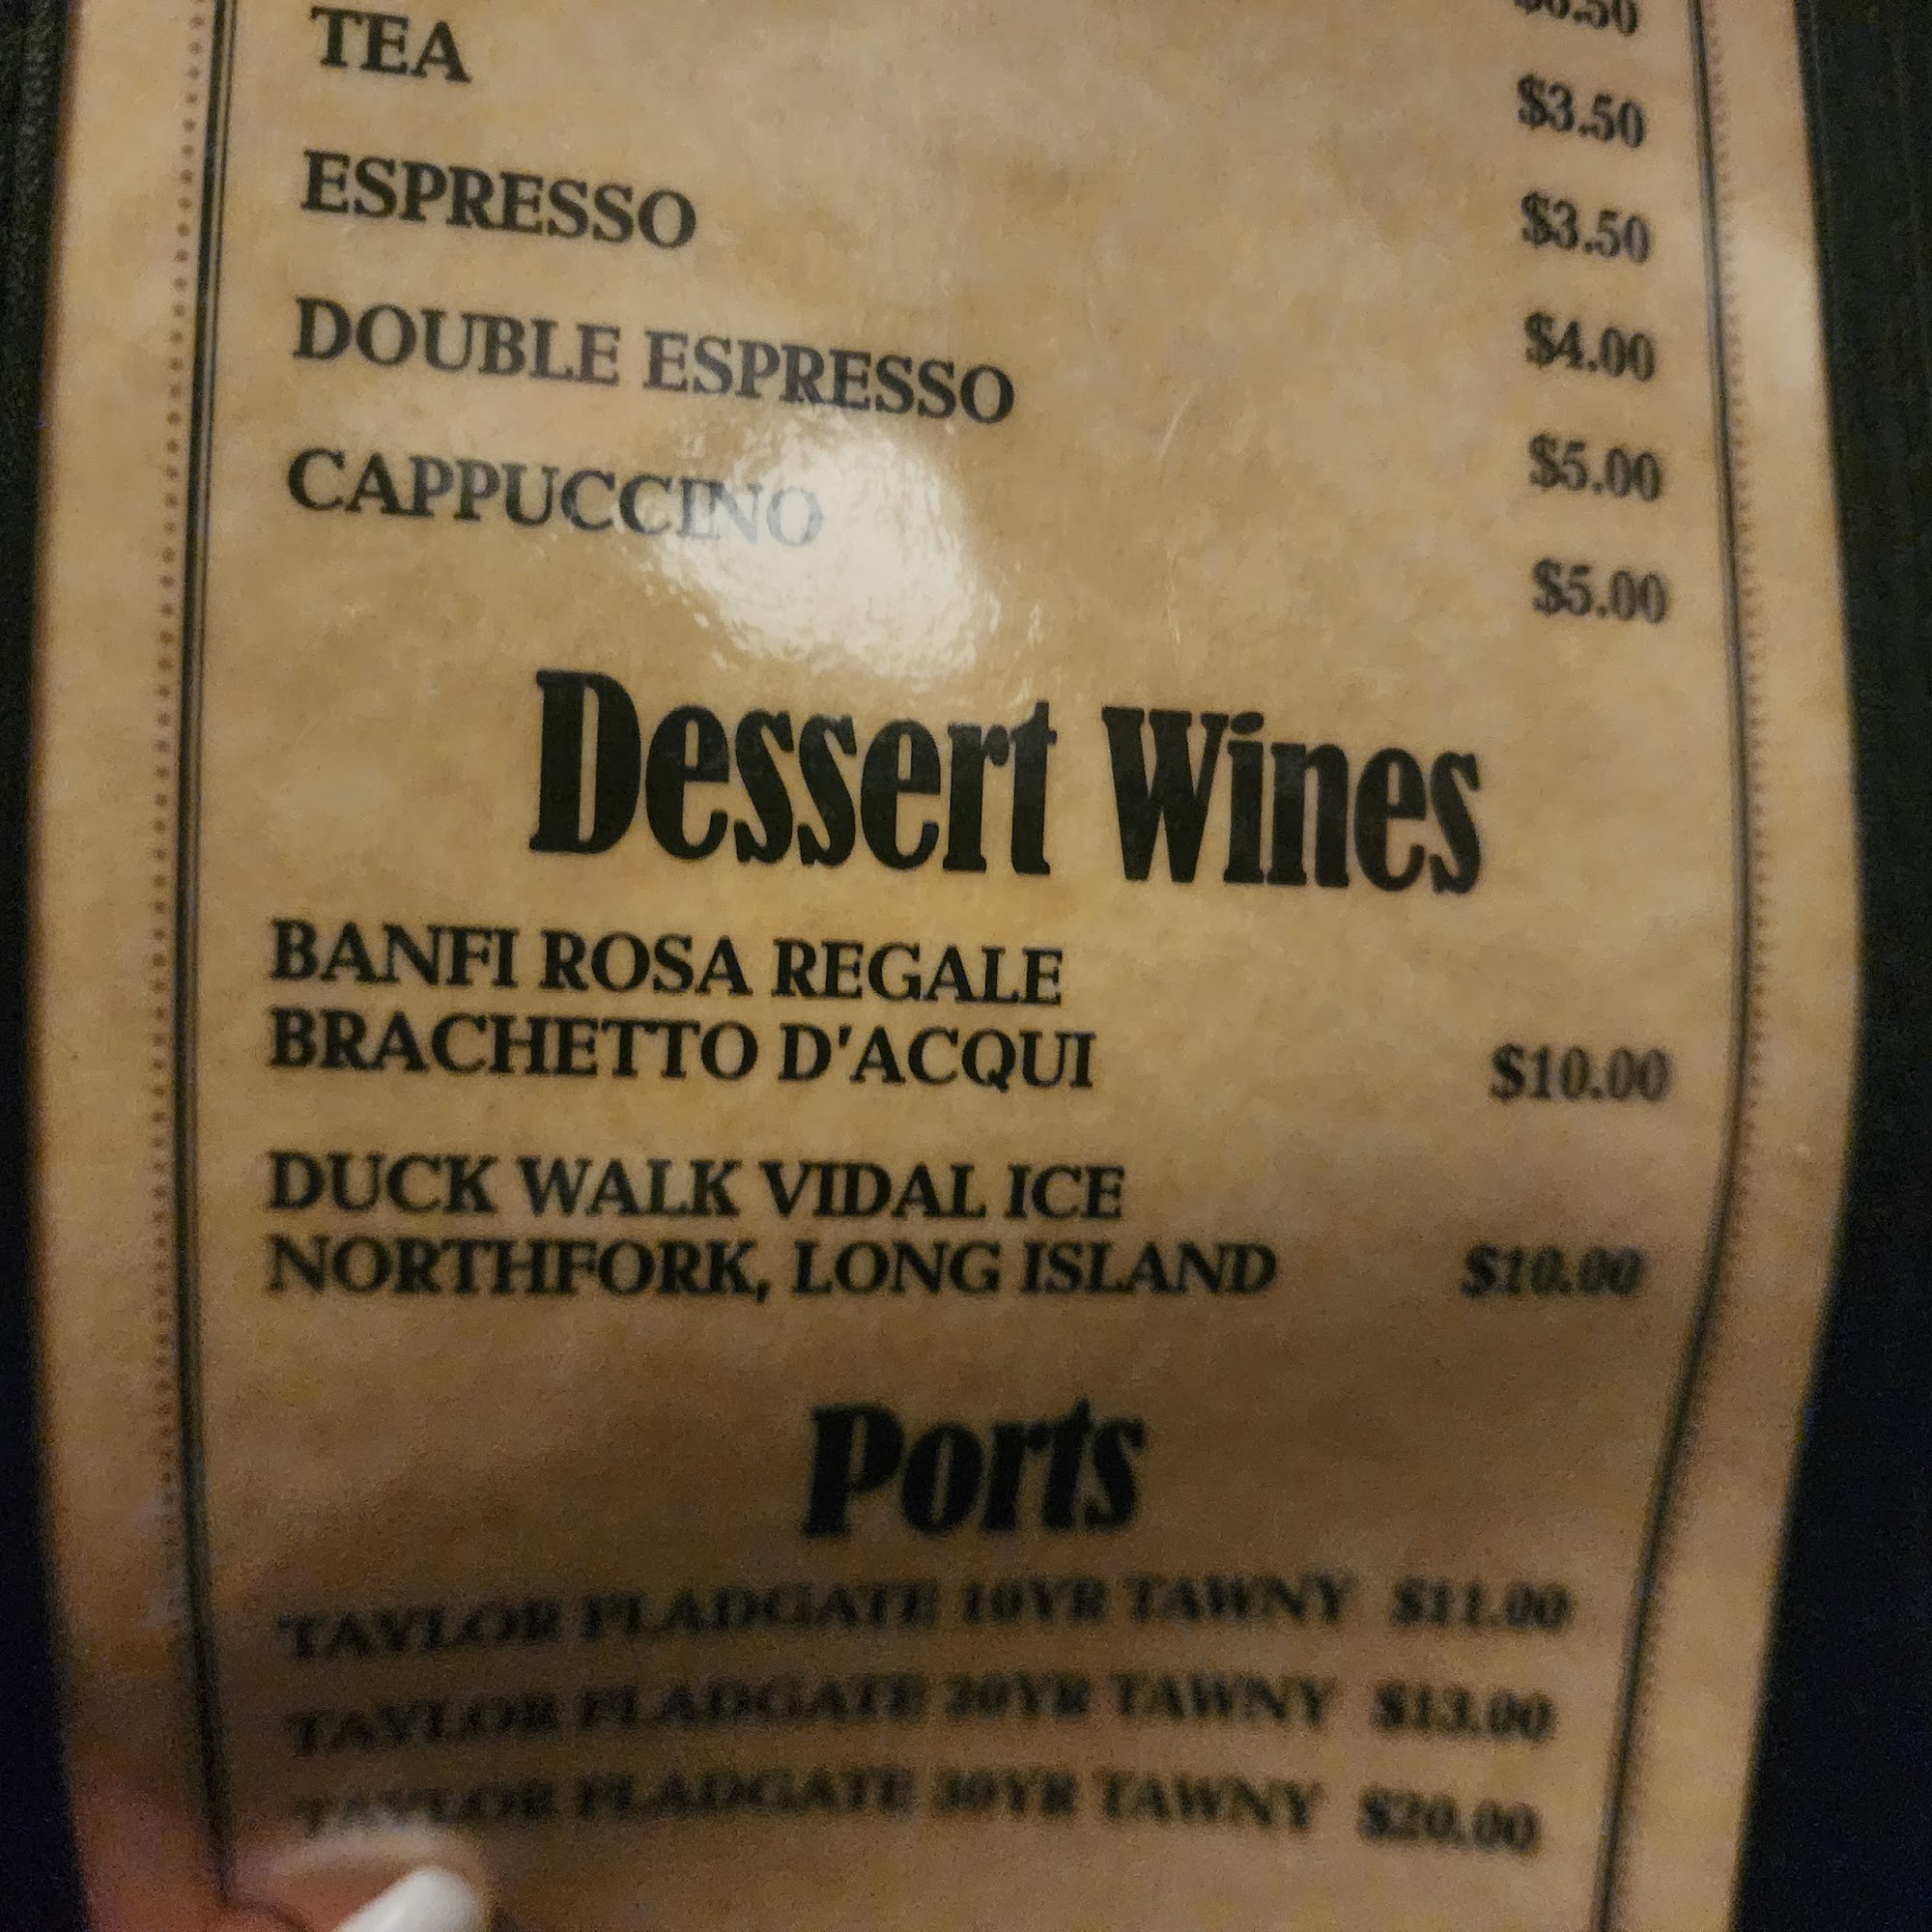 $3.50
TEA $3.50
ESPRESSO $4.00
DOUBLE ESPRESSO $5.00
CAPPUCCINO $5.00
Dessert Wines
BANFI ROSA REGALE
BRACHETTO D'ACQUI $10.00
DUCK WALK VIDAL ICE
NORTHFORK, LONG ISLAND $10.00
Ports
TAYLOR FLADGATE 10YR TAWNY $11.00
TAYLOR FLADGATE 20YR TAWNY $13.00
TAYLOR FLADGATE 30YR TAWNY $20.00